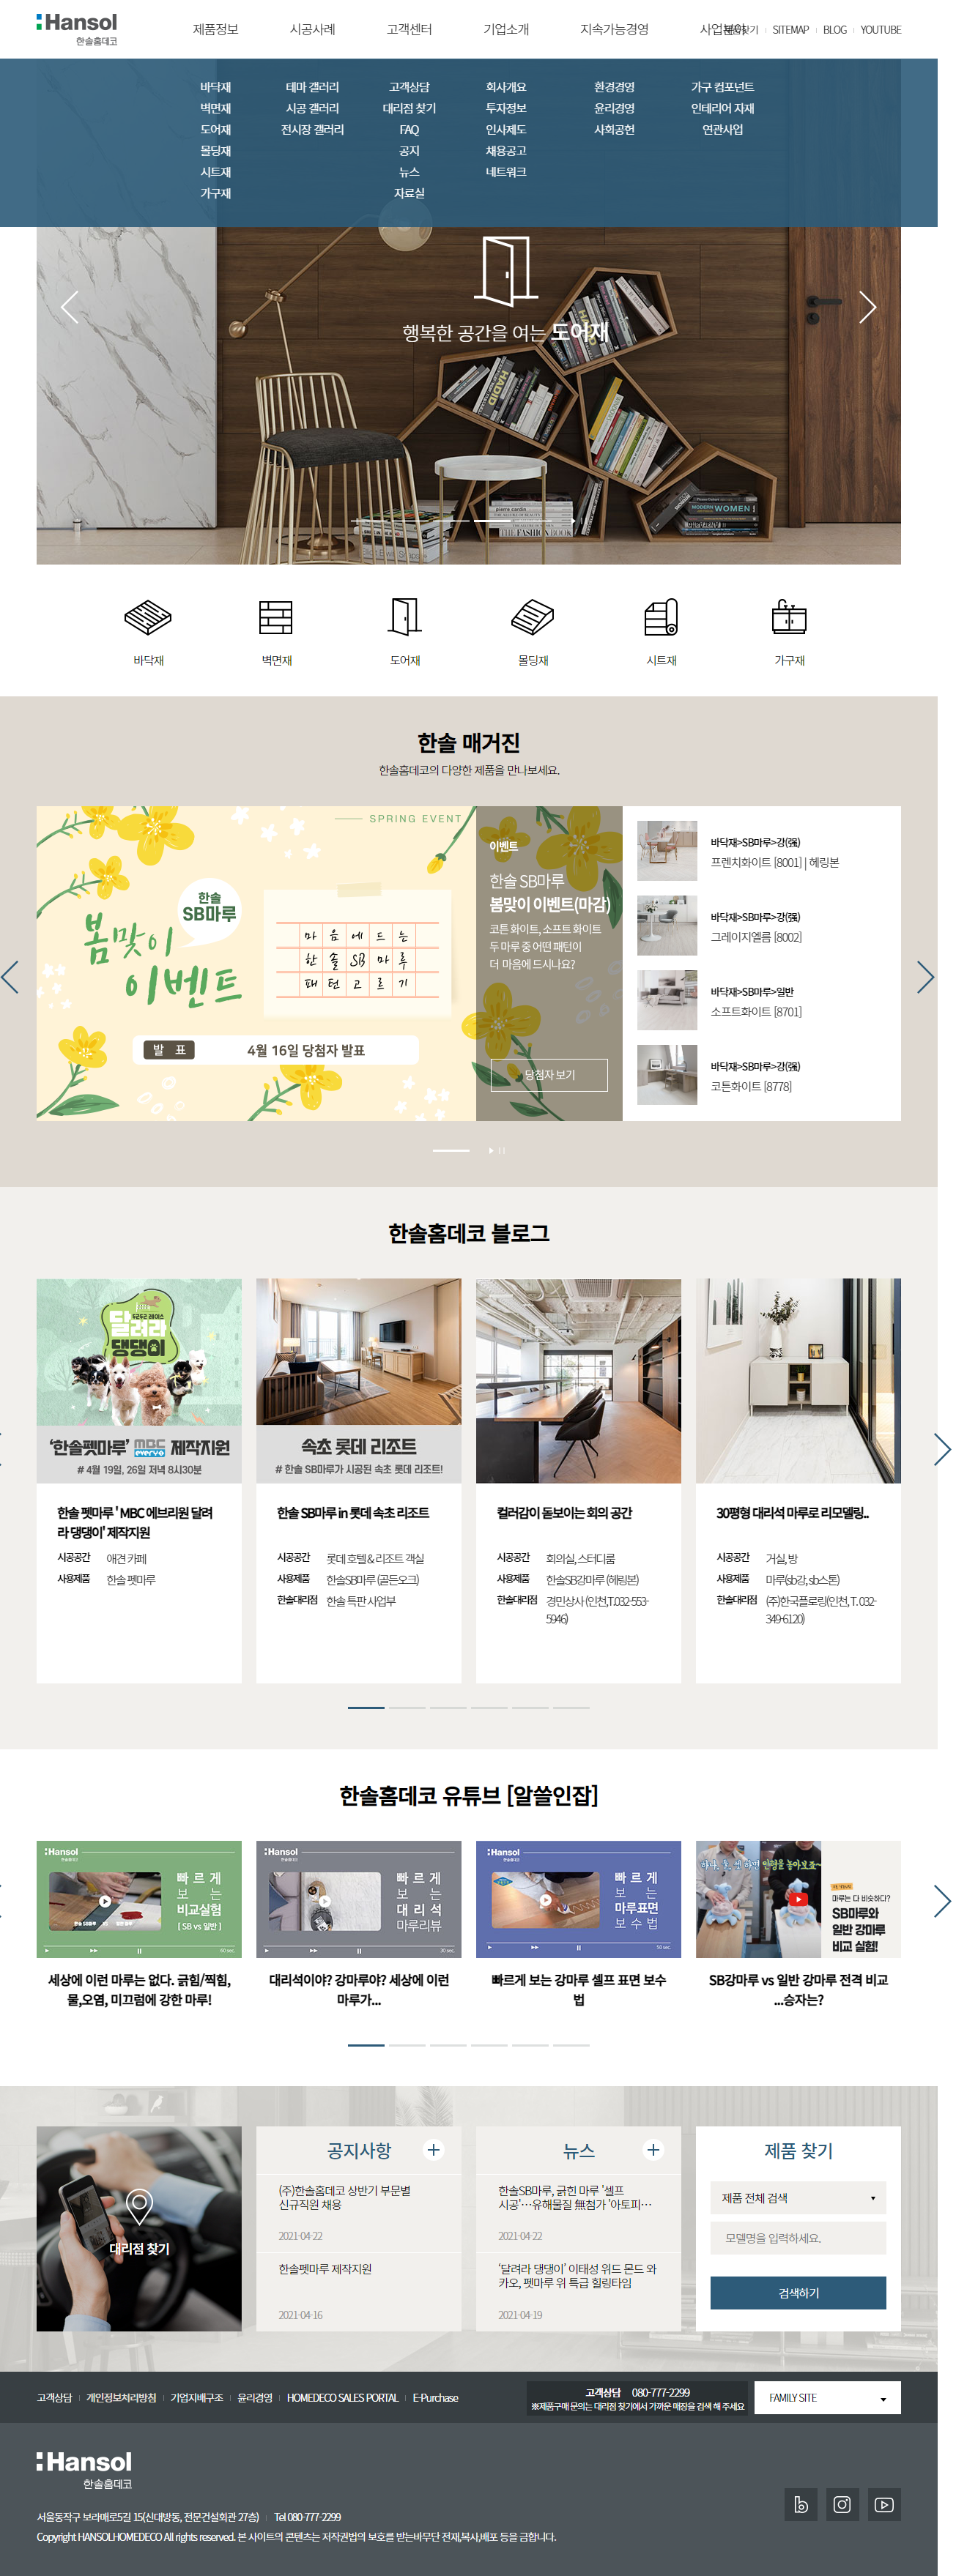 Hansol
한솔홈데코
제품정보 시공사례 고객센터 기업소개 지속가능경영 사업분야
SITEMAP BLOG YOUTUBE
바닥재 테마 갤러리 고객상담 회사개요 환경경영 가구 컴포넌트
벽면재 시공 갤러리 대리점 찾기 투자정보 윤리경영 인테리어 자재
도어재 전시장 갤러리 FAQ 인사제도 사회공헌 연관사업
몰딩재 공지 채용공고
시트재 뉴스 네트워크
가구재 자료실
행복한 공간을 여는 도어재
바닥재 벽면재 도어재 몰딩재 시트재 가구재
한솔 매거진
한솔홈데코의 다양한 제품을 만나보세요.
SPRING EVENT
한솔
SB마루
봄맞이
이벤트
마음에드는
한솔SB마루
패턴고르기
발 표 4월 16일 당첨자 발표
이벤트
한솔 SB마루
봄맞이 이벤트(마감)
코튼 화이트, 소프트 화이트
두 마루 중 어떤 패턴이
더 마음에 드시나요?
당첨자 보기
바닥재>SB마루>강(强)
프렌치화이트 [8001] | 헤링본
바닥재>SB마루>강(强)
그레이지엘름 [8002]
바닥재>SB마루>일반
소프트화이트 [8701]
바닥재>SB마루>강(强)
코튼화이트 [8778]
한솔홈데코 블로그
두근두근 레이스
달려라
댕댕이
‘한솔펫마루’ MBC every1 제작지원
# 4월 19일, 26일 저녁 8시30분
한솔 펫마루 ' MBC 에브리원 달려
라 댕댕이' 제작지원
시공공간 애견 카페
사용제품 한솔 펫마루
속초 롯데 리조트
# 한솔 SB마루가 시공된 속초 롯데 리조트!
한솔 SB마루 in 롯데 속초 리조트
시공공간 롯데 호텔 & 리조트 객실
사용제품 한솔SB마루 (골든오크)
한솔대리점 한솔 특판 사업부
컬러감이 돋보이는 회의 공간
시공공간 회의실, 스터디룸
사용제품 한솔SB강마루 (헤링본)
한솔대리점 경민상사 (인천,T.032-553-
5946)
30평형 대리석 마루로 리모델링..
시공공간 거실, 방
사용제품 마루(sb강, sb스톤)
한솔대리점 (주)한국플로링(인천, T. 032-
349-6120)
한솔홈데코 유튜브 [알쓸인잡]
Hansol
빠르게
보는
비교실험
[ SB vs 일반 ]
60 sec.
세상에 이런 마루는 없다. 긁힘/찍힘,
물,오염, 미끄럼에 강한 마루!
Hansol
빠르게
보는
대리석
마루리뷰
30 sec.
대리석이야? 강마루야? 세상에 이런
마루가...
Hansol
빠르게
보는
마루표면
보수법
50 sec.
빠르게 보는 강마루 셀프 표면 보수
법
하나, 둘, 셋 하면 인형을 놓아보죠~
마루는 다 비슷하다?
SB마루와
일반 강마루
비교 실험!
SB강마루 vs 일반 강마루 전격 비교
...승자는?
대리점 찾기
공지사항
(주)한솔홈데코 상반기 부문별
신규직원 채용
2021-04-22
한솔펫마루 제작지원
2021-04-16
뉴스
한솔SB마루, 긁힌 마루 '셀프
시공'…유해물질 無첨가 '아토피…
2021-04-22
‘달려라 댕댕이’ 이태성 위드 몬드 와
카오, 펫마루 위 특급 힐링타임
2021-04-19
제품 찾기
제품 전체 검색
모델명을 입력하세요.
검색하기
고객상담 개인정보처리방침 기업지배구조 윤리경영 HOMEDECO SALES PORTAL E-Purchase
고객상담 080-777-2299
※제품구매 문의는 대리점 찾기에서 가까운 매장을 검색 해 주세요
FAMILY SITE
Hansol
한솔홈데코
서울동작구 보라매로5길 15(신대방동, 전문건설회관 27층) Tel 080-777-2299
Copyright HANSOLHOMEDECO All rights reserved. 본 사이트의 콘텐츠는 저작권법의 보호를 받는바 무단 전재,복사,배포 등을 금합니다.